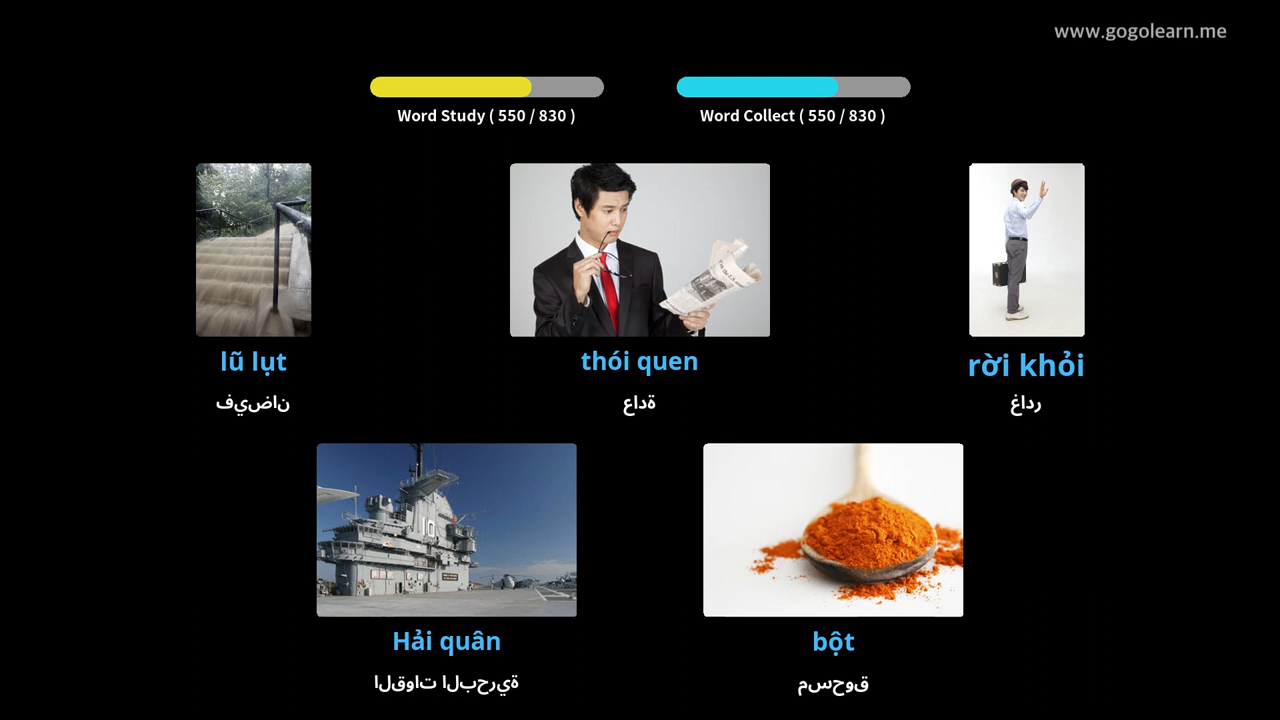 www.gogolearn.me
Word Study ( 550 / 830 )
Word Collect ( 550 / 830 )
lũ lụt
thói quen
rời khỏi
فيضان
عادة
غادر
Hải quân
bột
القوات البحرية
مسحوق